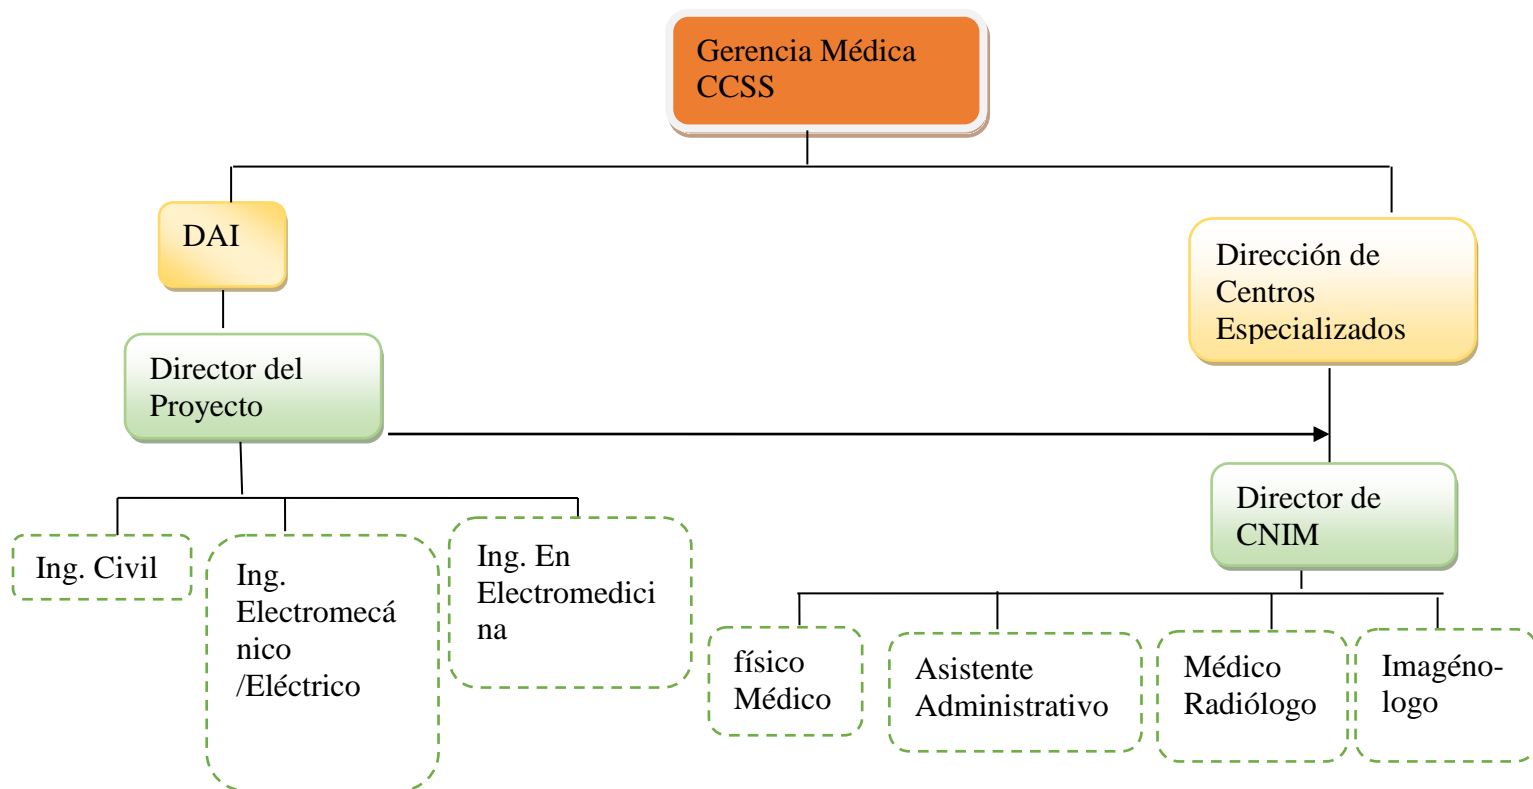 Gerencia Médica
CCSS
DAI
Dirección de
Centros
Especializados
Director del
Proyecto
Director de
CNIM
Ing. Civil
Ing.
Electromecá
nico
/Eléctrico
Ing. En
Electromedici
na
físico
Médico
Asistente
Administrativo
Médico
Radiólogo
Imagéno-
logo